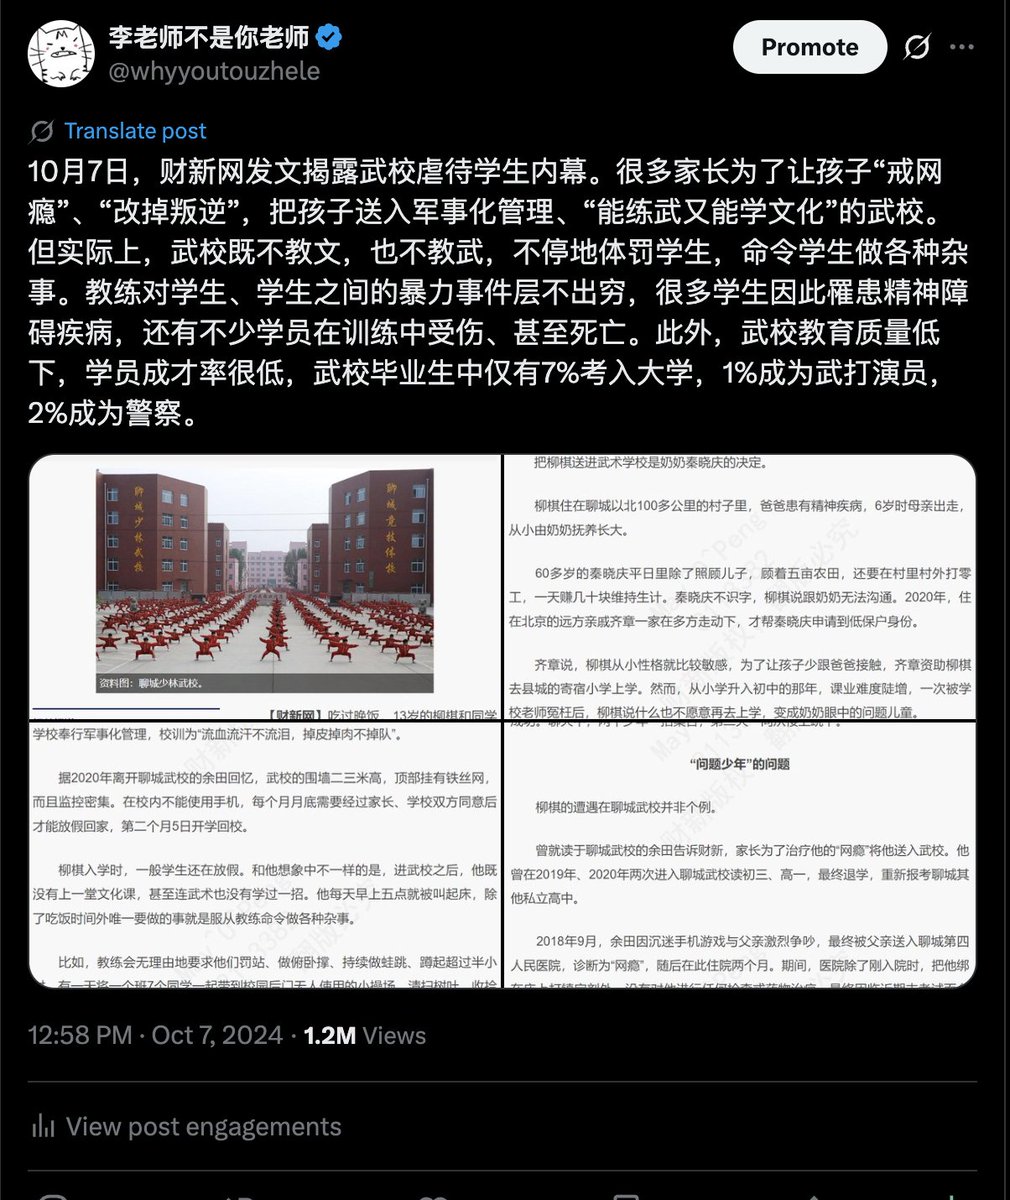 李老师不是你老师
@whyyoutouzhele
Promote
Translate post
10月7日，财新网发文揭露武校虐待学生内幕。很多家长为了让孩子“戒网
瘾”、“改掉叛逆”，把孩子送入军事化管理、“能练武又能学文化”的武校。
但实际上，武校既不教文，也不教武，不停地体罚学生，命令学生做各种杂
事。教练对学生、学生之间的暴力事件层不出穷，很多学生因此罹患精神障
碍疾病，还有不少学员在训练中受伤、甚至死亡。此外，武校教育质量低
下，学员成才率很低，武校毕业生中仅有7%考入大学，1%成为武打演员，
2%成为警察。
聊城少林武校
聊城竞技体校
资料图：聊城少林武校。
【财新网】吃过晚饭，13岁的柳棋和同学
把柳棋送进武术学校是奶奶秦晓庆的决定。
柳棋住在聊城以北100多公里的村子里，爸爸患有精神疾病，6岁时母亲出走，
从小由奶奶抚养长大。
60多岁的秦晓庆平日里除了照顾儿子，顾着五亩农田，还要在村里村外打零
工，一天赚几十块维持生计。秦晓庆不识字，柳棋说跟奶奶无法沟通。2020年，住
在北京的远方亲戚齐章一家在多方走动下，才帮秦晓庆申请到低保户身份。
齐章说，柳棋从小性格就比较敏感，为了让孩子少跟爸爸接触，齐章资助柳棋
去县城的寄宿小学上学。然而，从小学升入初中的那年，课业难度陡增，一次被学
校老师冤枉后，柳棋说什么也不愿意再去上学，变成奶奶眼中的问题儿童。
学校奉行军事化管理，校训为“流血流汗不流泪，掉皮掉肉不掉队”。
据2020年离开聊城武校的余田回忆，武校的围墙二三米高，顶部挂有铁丝网，
而且监控密集。在校内不能使用手机，每个月月底需要经过家长、学校双方同意后
才能放假回家，第二个月5日开学回校。
柳棋入学时，一般学生还在放假。和他想象中不一样的是，进武校之后，他既
没有上一堂文化课，甚至连武术也没有学过一招。他每天早上五点就被叫起床，除
了吃饭时间外唯一要做的事就是服从教练命令做各种杂事。
比如，教练会无理由地要求他们罚站、做俯卧撑、持续做蛙跳、蹲起超过半小
有一天将一个班7个同学一起带到校园后门无人使用的小操场，清扫树叶、收捡
“问题少年”的问题
柳棋的遭遇在聊城武校并非个例。
曾就读于聊城武校的余田告诉财新，家长为了治疗他的“网瘾”将他送入武校。他
曾在2019年、2020年两次进入聊城武校读初三、高一，最终退学，重新报考聊城其
他私立高中。
2018年9月，余田因沉迷手机游戏与父亲激烈争吵，最终被父亲送入聊城第四
人民医院，诊断为“网瘾”，随后在此住院两个月。期间，医院除了刚入院时，把他绑
12:58 PM · Oct 7, 2024 · 1.2M Views
View post engagements